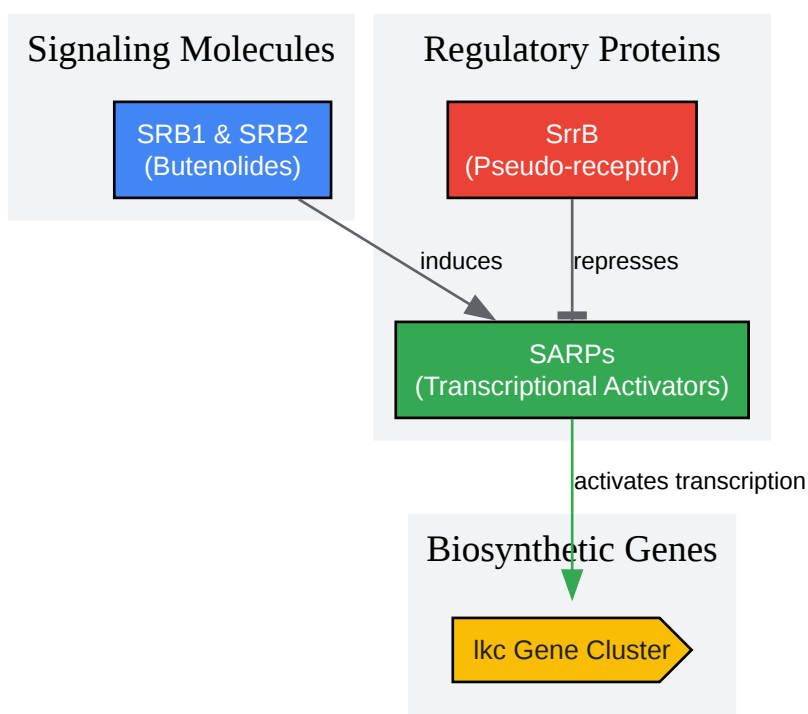 Signaling Molecules
Regulatory Proteins
SRB1 & SRB2
(Butenolides)
SrrB
(Pseudo-receptor)
induces
represses
SARPs
(Transcriptional Activators)
activates transcription
Biosynthetic Genes
lkc Gene Cluster